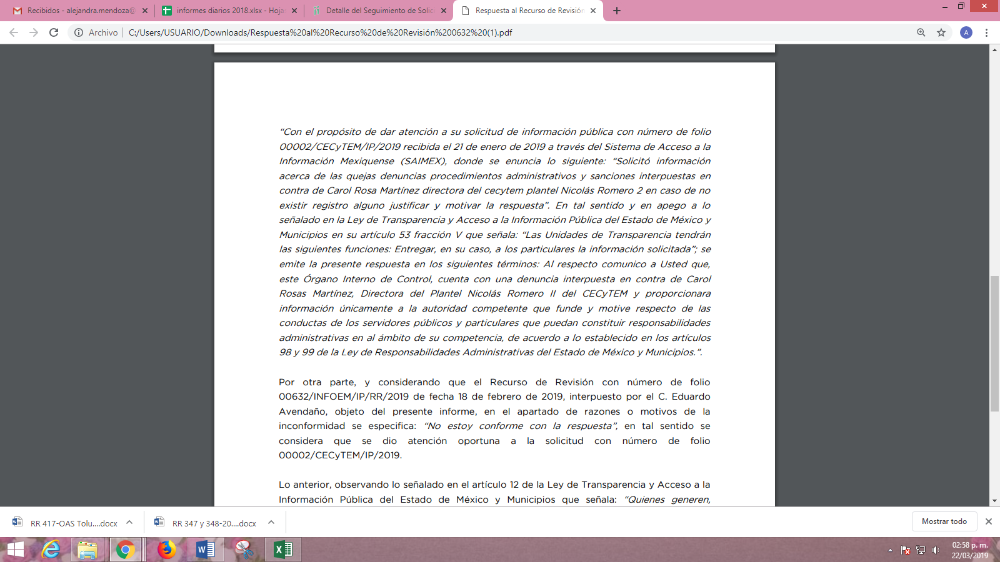 Recibidos - alejandra.mendoza@
informes diarios 2018.xlsx - Hoja
Detalle del Seguimiento de Solic
Respuesta al Recurso de Revisión
Archivo
C:/Users/USUARIO/Downloads/Respuesta%20al%20Recurso%20de%20Revisión%200632%20(1).pdf
A
“Con el propósito de dar atención a su solicitud de información pública con número de folio
00002/CECyTEM/IP/2019 recibida el 21 de enero de 2019 a través del Sistema de Acceso a la
Información Mexiquense (SAIMEX), donde se enuncia lo siguiente: “Solicitó información
acerca de las quejas denuncias procedimientos administrativos y sanciones interpuestas en
contra de Carol Rosa Martínez directora del cecytem plantel Nicolás Romero 2 en caso de no
existir registro alguno justificar y motivar la respuesta”. En tal sentido y en apego a lo
señalado en la Ley de Transparencia y Acceso a la Información Pública del Estado de México y
Municipios en su artículo 53 fracción V que señala: “Las Unidades de Transparencia tendrán
las siguientes funciones: Entregar, en su caso, a los particulares la información solicitada”; se
emite la presente respuesta en los siguientes términos: Al respecto comunico a Usted que,
este Órgano Interno de Control, cuenta con una denuncia interpuesta en contra de Carol
Rosas Martínez, Directora del Plantel Nicolás Romero II del CECyTEM y proporcionara
información únicamente a la autoridad competente que funde y motive respecto de las
conductas de los servidores públicos y particulares que puedan constituir responsabilidades
administrativas en al ámbito de su competencia, de acuerdo a lo establecido en los artículos
98 y 99 de la Ley de Responsabilidades Administrativas del Estado de México y Municipios.”.
Por otra parte, y considerando que el Recurso de Revisión con número de folio
00632/INFOEM/IP/RR/2019 de fecha 18 de febrero de 2019, interpuesto por el C. Eduardo
Avendaño, objeto del presente informe, en el apartado de razones o motivos de la
inconformidad se especifica: “No estoy conforme con la respuesta”, en tal sentido se
considera que se dio atención oportuna a la solicitud con número de folio
00002/CECyTEM/IP/2019.
Lo anterior, observando lo señalado en el artículo 12 de la Ley de Transparencia y Acceso a la
Información Pública del Estado de México y Municipios que señala: “Quienes generen,
RR 417-OAS Tolu....docx
RR 347 y 348-20....docx
Mostrar todo
02:58 p. m.
22/03/2019